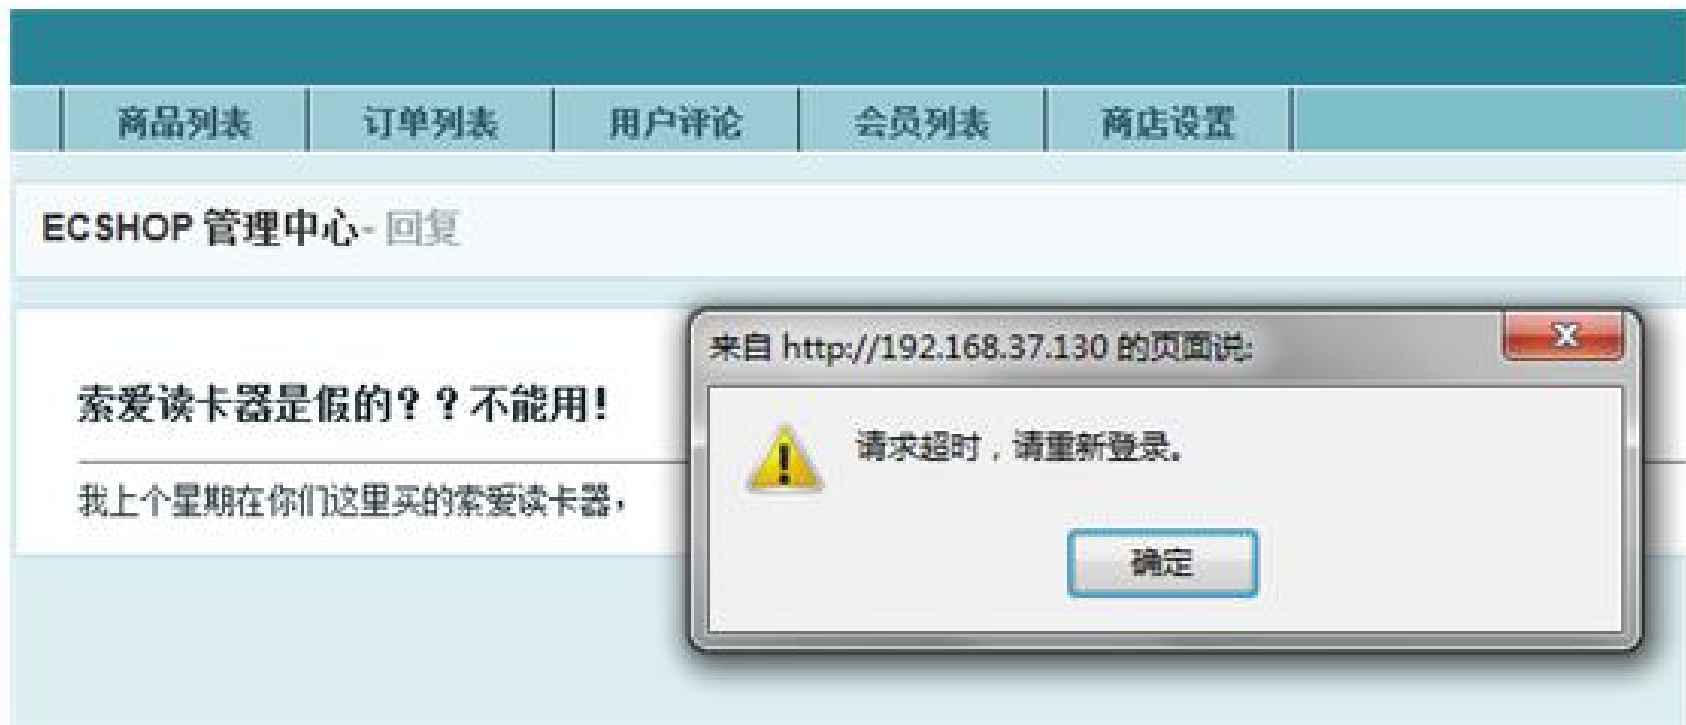 商品列表 订单列表 用户评论 会员列表 商店设置
ECSHOP 管理中心- 回复
来自 http://192.168.37.130 的页面说:
x
索爱读卡器是假的？？不能用！
请求超时，请重新登录。
我上个星期在你们这里买的索爱读卡器，
确定